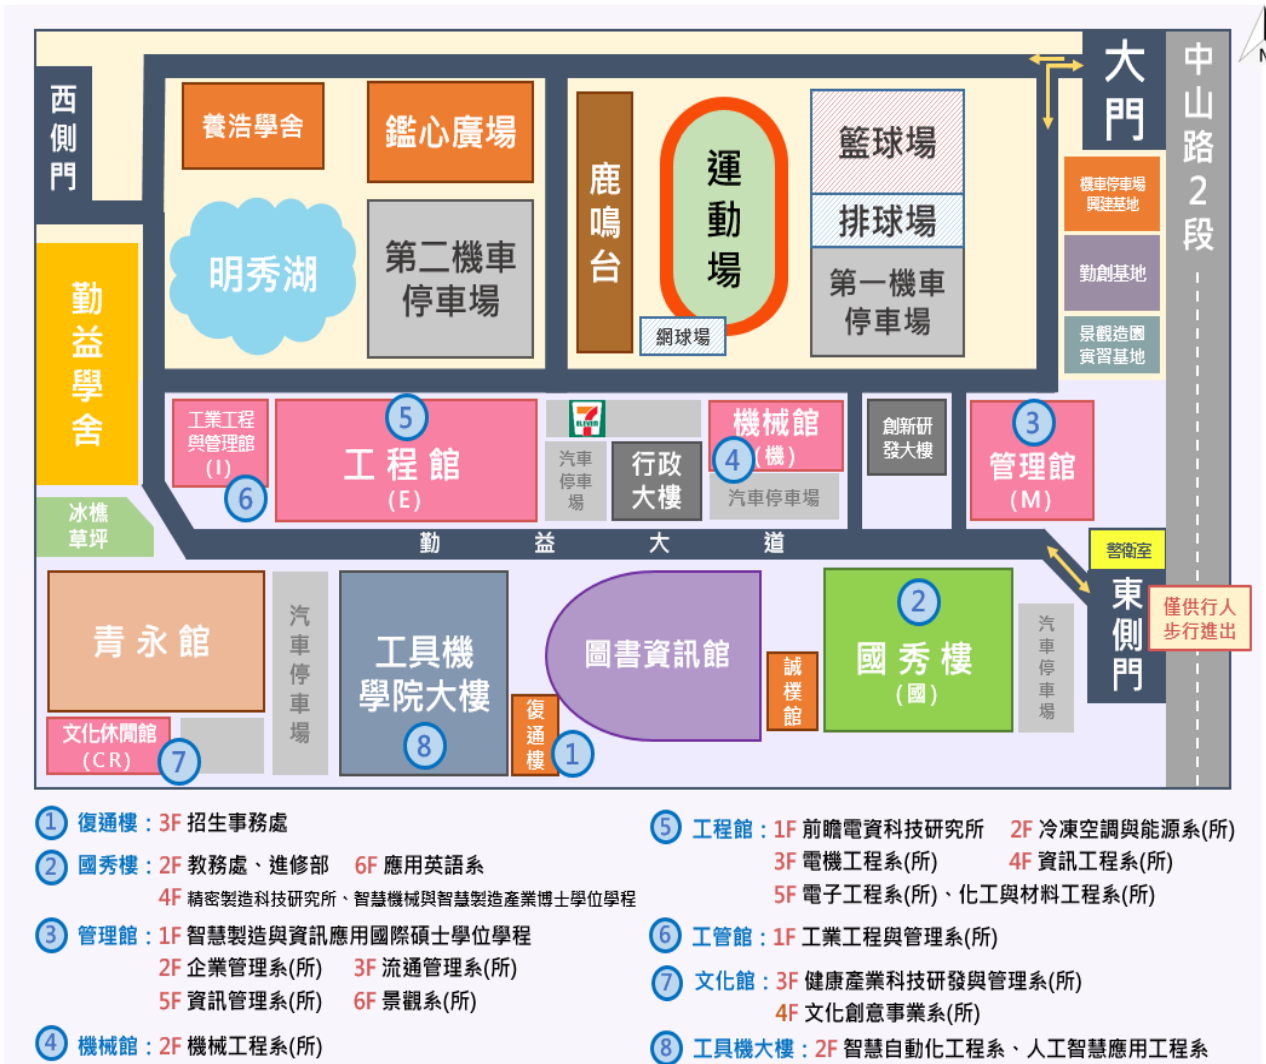 大門
中山路2段
N
西側門
養浩學舍
鑑心廣場
鹿鳴台
運動場
籃球場
排球場
機車停車場
興建基地
勤創基地
景觀造園
實習基地
明秀湖
第二機車
停車場
第一機車
停車場
網球場
勤益學舍
冰樵
草坪
工業工程
與管理館
(I)
6
5
工程館
(E)
7
ELEVEN
汽車
停車
場
行政
大樓
機械館
4
(機)
汽車停車場
創新研
發大樓
3
管理館
(M)
勤益大道
警衛室
東側門
僅供行人
步行進出
青永館
汽車停車場
工具機
學院大樓
8
復通樓
1
圖書資訊館
誠樸館
2
國秀樓
(國)
汽車停車場
文化休閒館
(CR)
7
1 復通樓：3F 招生事務處
2 國秀樓：2F 教務處、進修部 6F 應用英語系
4F 精密製造科技研究所、智慧機械與智慧製造產業博士學位學程
3 管理館：1F 智慧製造與資訊應用國際碩士學位學程
2F 企業管理系(所) 3F 流通管理系(所)
5F 資訊管理系(所) 6F 景觀系(所)
4 機械館：2F 機械工程系(所)
5 工程館：1F 前瞻電資科技研究所 2F 冷凍空調與能源系(所)
3F 電機工程系(所) 4F 資訊工程系(所)
5F 電子工程系(所)、化工與材料工程系(所)
6 工管館：1F 工業工程與管理系(所)
7 文化館：3F 健康產業科技研發與管理系(所)
4F 文化創意事業系(所)
8 工具機大樓：2F 智慧自動化工程系、人工智慧應用工程系